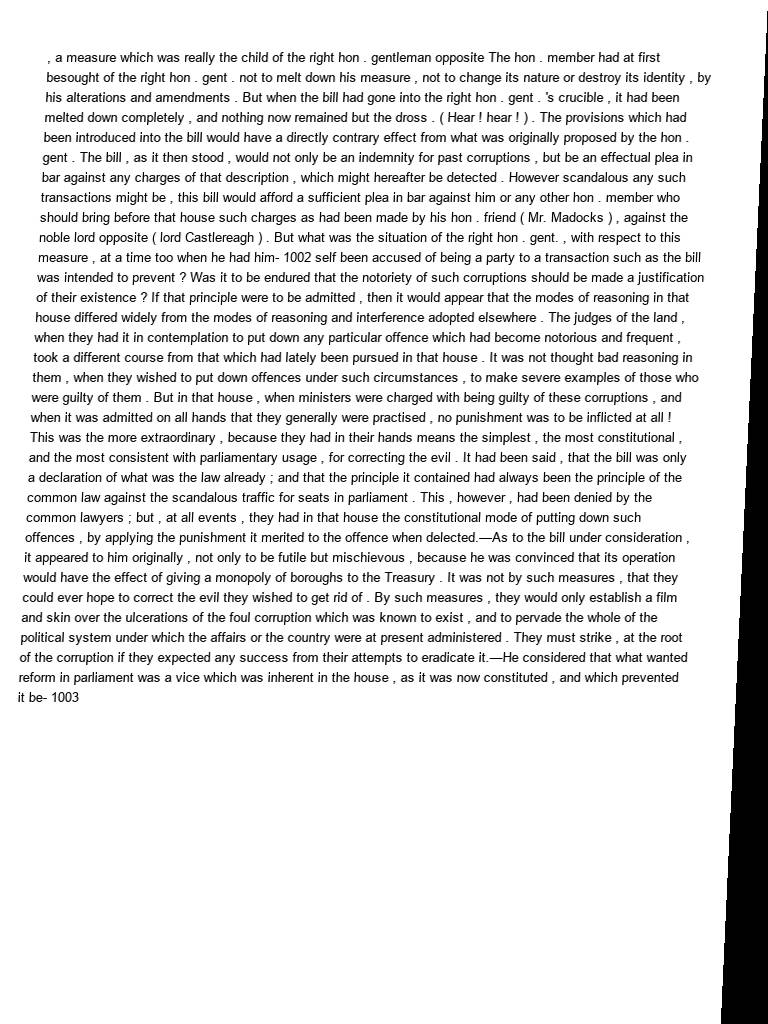 , a measure which was really the child of the right hon . gentleman opposite The hon . member had at first
besought of the right hon . gent . not to melt down his measure , not to change its nature or destroy its identity , by
his alterations and amendments . But when the bill had gone into the right hon . gent . 's crucible , it had been
melted down completely , and nothing now remained but the dross . ( Hear ! hear ! ) . The provisions which had
been introduced into the bill would have a directly contrary effect from what was originally proposed by the hon .
gent . The bill , as it then stood , would not only be an indemnity for past corruptions , but be an effectual plea in
bar against any charges of that description , which might hereafter be detected . However scandalous any such
transactions might be , this bill would afford a sufficient plea in bar against him or any other hon . member who
should bring before that house such charges as had been made by his hon . friend ( Mr. Madocks ) , against the
noble lord opposite ( lord Castlereagh ) . But what was the situation of the right hon . gent. , with respect to this
measure , at a time too when he had him- 1002 self been accused of being a party to a transaction such as the bill
was intended to prevent ? Was it to be endured that the notoriety of such corruptions should be made a justification
of their existence ? If that principle were to be admitted , then it would appear that the modes of reasoning in that
house differed widely from the modes of reasoning and interference adopted elsewhere . The judges of the land ,
when they had it in contemplation to put down any particular offence which had become notorious and frequent ,
took a different course from that which had lately been pursued in that house . It was not thought bad reasoning in
them , when they wished to put down offences under such circumstances , to make severe examples of those who
were guilty of them . But in that house , when ministers were charged with being guilty of these corruptions , and
when it was admitted on all hands that they generally were practised , no punishment was to be inflicted at all !
This was the more extraordinary , because they had in their hands means the simplest , the most constitutional ,
and the most consistent with parliamentary usage , for correcting the evil . It had been said , that the bill was only
a declaration of what was the law already ; and that the principle it contained had always been the principle of the
common law against the scandalous traffic for seats in parliament . This , however , had been denied by the
common lawyers ; but , at all events , they had in that house the constitutional mode of putting down such
offences , by applying the punishment it merited to the offence when delected.—As to the bill under consideration ,
it appeared to him originally , not only to be futile but mischievous , because he was convinced that its operation
would have the effect of giving a monopoly of boroughs to the Treasury . It was not by such measures , that they
could ever hope to correct the evil they wished to get rid of . By such measures , they would only establish a film
and skin over the ulcerations of the foul corruption which was known to exist , and to pervade the whole of the
political system under which the affairs or the country were at present administered . They must strike , at the root
of the corruption if they expected any success from their attempts to eradicate it.—He considered that what wanted
reform in parliament was a vice which was inherent in the house , as it was now constituted , and which prevented
it be- 1003